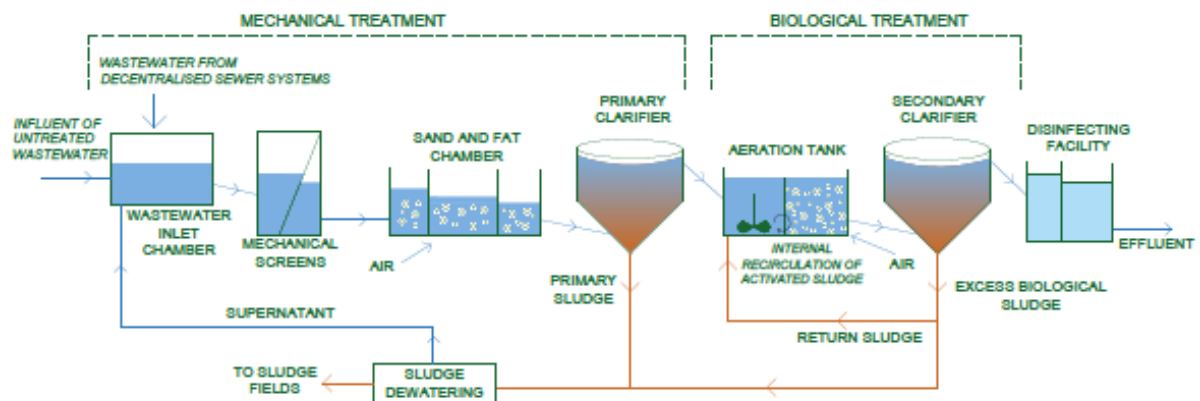 MECHANICAL TREATMENT
BIOLOGICAL TREATMENT
WASTEWATER FROM
DECENTRALISED SEWER SYSTEMS
INFLUENT OF
UNTREATED
WASTEWATER
WASTEWATER
INLET
CHAMBER
MECHANICAL
SCREENS
SAND AND FAT
CHAMBER
AIR
PRIMARY
CLARIFIER
PRIMARY
SLUDGE
AERATION TANK
INTERNAL
RECIRCULATION OF
ACTIVATED SLUDGE
AIR
SECONDARY
CLARIFIER
DISINFECTING
FACILITY
EFFLUENT
EXCESS BIOLOGICAL
SLUDGE
RETURN SLUDGE
SUPERNATANT
TO SLUDGE
FIELDS
SLUDGE
DEWATERING